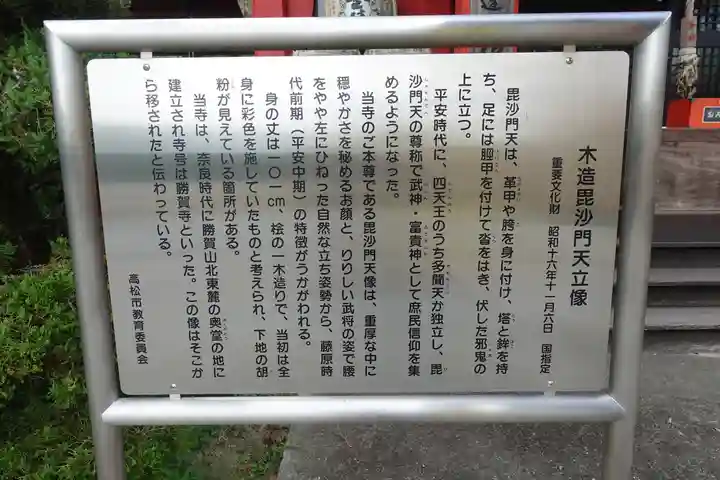 木造毘沙門天立像
重要文化財　昭和十六年十一月六日　国指定
毘沙門天は、革甲や胯を身に付け、塔と鉾を持
ち、足には脛甲を付けて沓をはき、伏した邪鬼の
上に立つ。
平安時代に、四天王のうち多聞天が独立し、毘
沙門天の尊称で武神・富貴神として庶民信仰を集
めるようになった。
当寺のご本尊である毘沙門天像は、重厚な中に
穏やかさを秘めるお顔と、りりしい武将の姿で腰
をやや左にひねった自然な立ち姿勢から、藤原時
代前期（平安中期）の特徴がうかがわれる。
身の丈は一〇一cm、桧の一木造りで、当初は全
身に彩色を施していたものと考えられ、下地の胡
粉が見えている箇所がある。
当寺は、奈良時代に勝賀山北東麓の奥堂の地に
建立され寺号は勝賀寺といった。この像はそこか
ら移されたと伝わっている。
高松市教育委員会